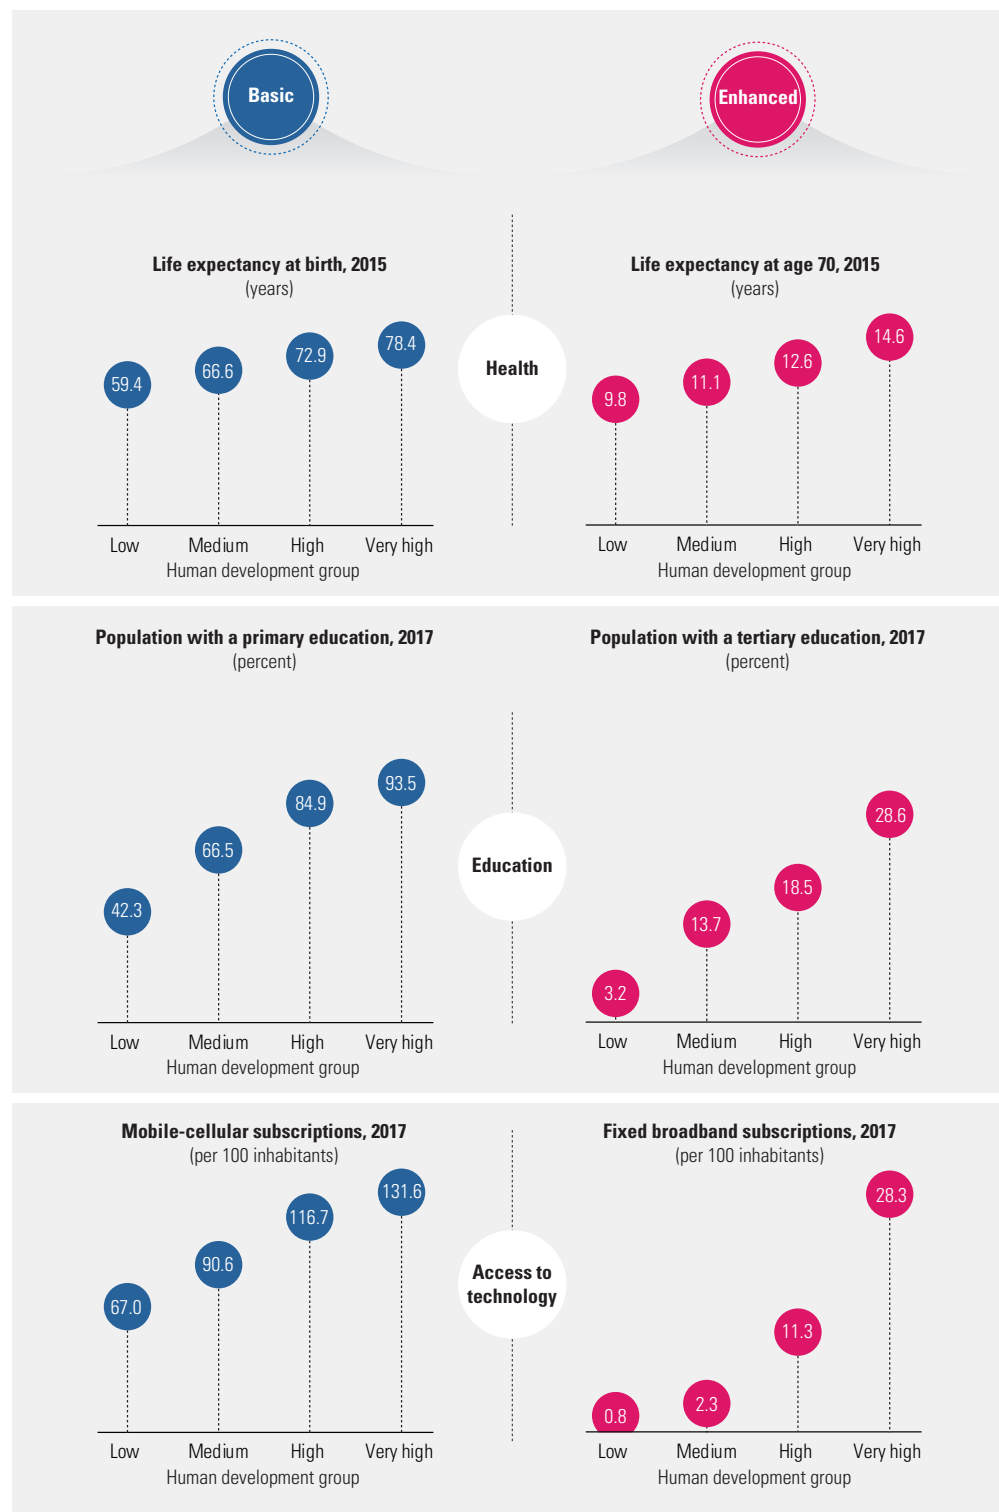 Basic
Enhanced
Life expectancy at birth, 2015
(years)
59.4
66.6
72.9
78.4
Low Medium High Very high
Human development group
Health
Life expectancy at age 70, 2015
(years)
9.8
11.1
12.6
14.6
Low Medium High Very high
Human development group
Population with a primary education, 2017
(percent)
42.3
66.5
84.9
93.5
Low Medium High Very high
Human development group
Education
Population with a tertiary education, 2017
(percent)
3.2
13.7
18.5
28.6
Low Medium High Very high
Human development group
Mobile-cellular subscriptions, 2017
(per 100 inhabitants)
67.0
90.6
116.7
131.6
Low Medium High Very high
Human development group
Access to
technology
Fixed broadband subscriptions, 2017
(per 100 inhabitants)
0.8
2.3
11.3
28.3
Low Medium High Very high
Human development group